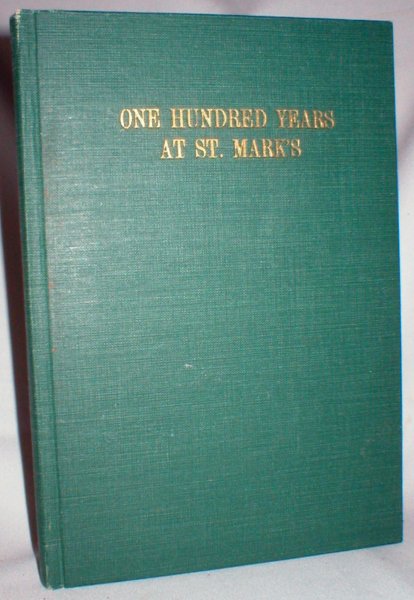 ONE HUNDRED YEARS
AT ST. MARK'S